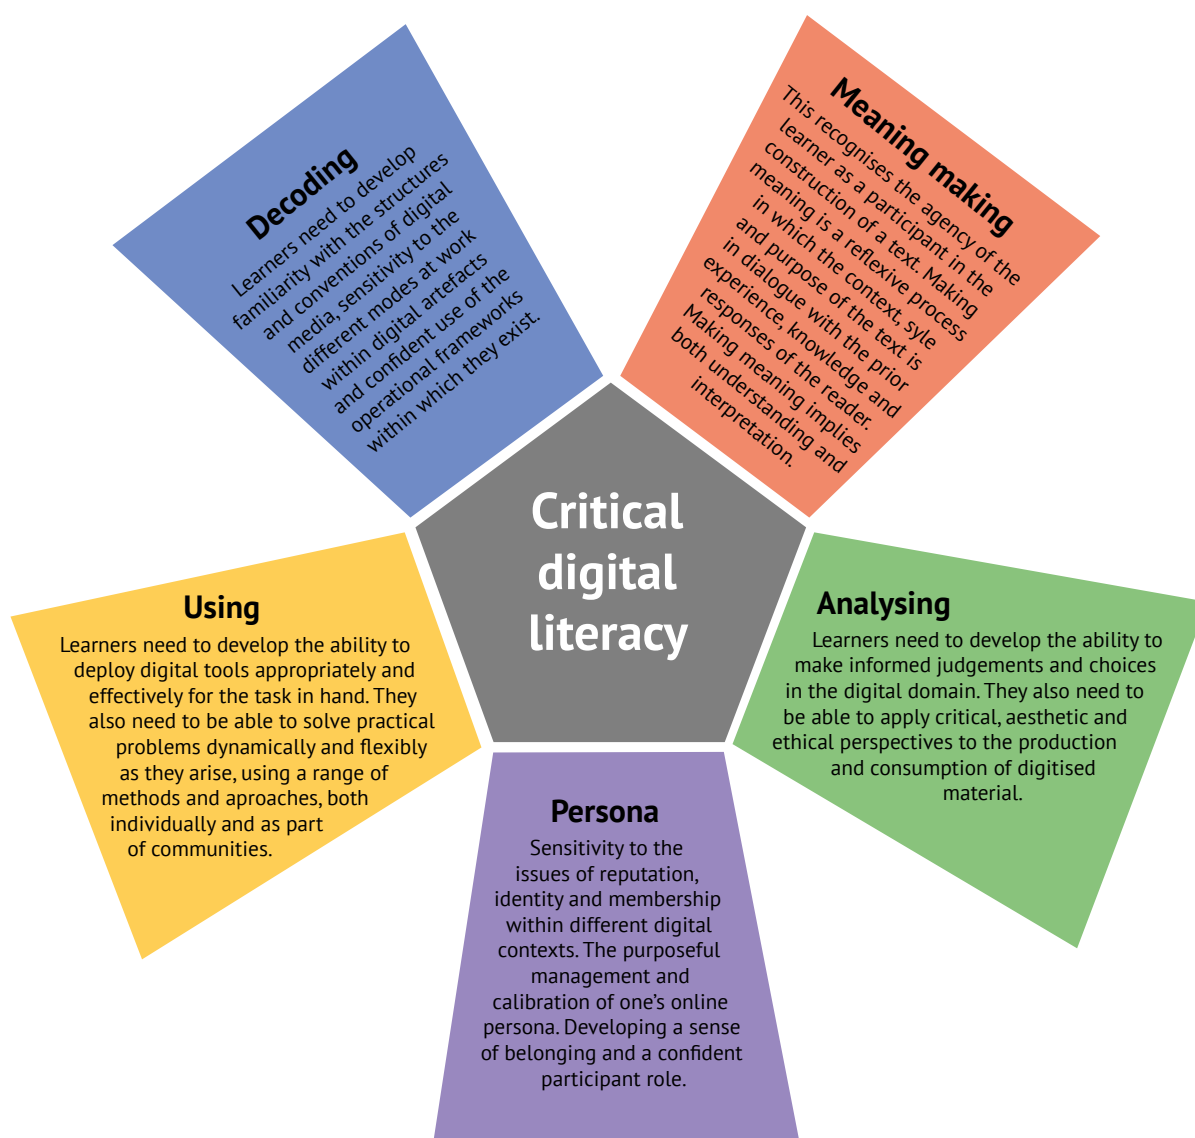 Decoding
Learners need to develop
familiarity with the structures
and conventions of digital
media, sensitivity to the
different modes at work
within digital artefacts
and confident use of the
operational frameworks
within which they exist.
Meaning making
This recognises the agency of the
learner as a participant in the
construction of a text. Making
meaning is a reflexive process
in which the context, syle
and purpose of the text is
in dialogue with the prior
experience, knowledge and
responses of the reader.
Making meaning implies
both understanding and
interpretation.
Critical
digital
literacy
Using
Learners need to develop the ability to
deploy digital tools appropriately and
effectively for the task in hand. They
also need to be able to solve practical
problems dynamically and flexibly
as they arise, using a range of
methods and aproaches, both
individually and as part
of communities.
Analysing
Learners need to develop the ability to
make informed judgements and choices
in the digital domain. They also need to
be able to apply critical, aesthetic and
ethical perspectives to the production
and consumption of digitised
material.
Persona
Sensitivity to the
issues of reputation,
identity and membership
within different digital
contexts. The purposeful
management and
calibration of one's online
persona. Developing a sense
of belonging and a confident
participant role.